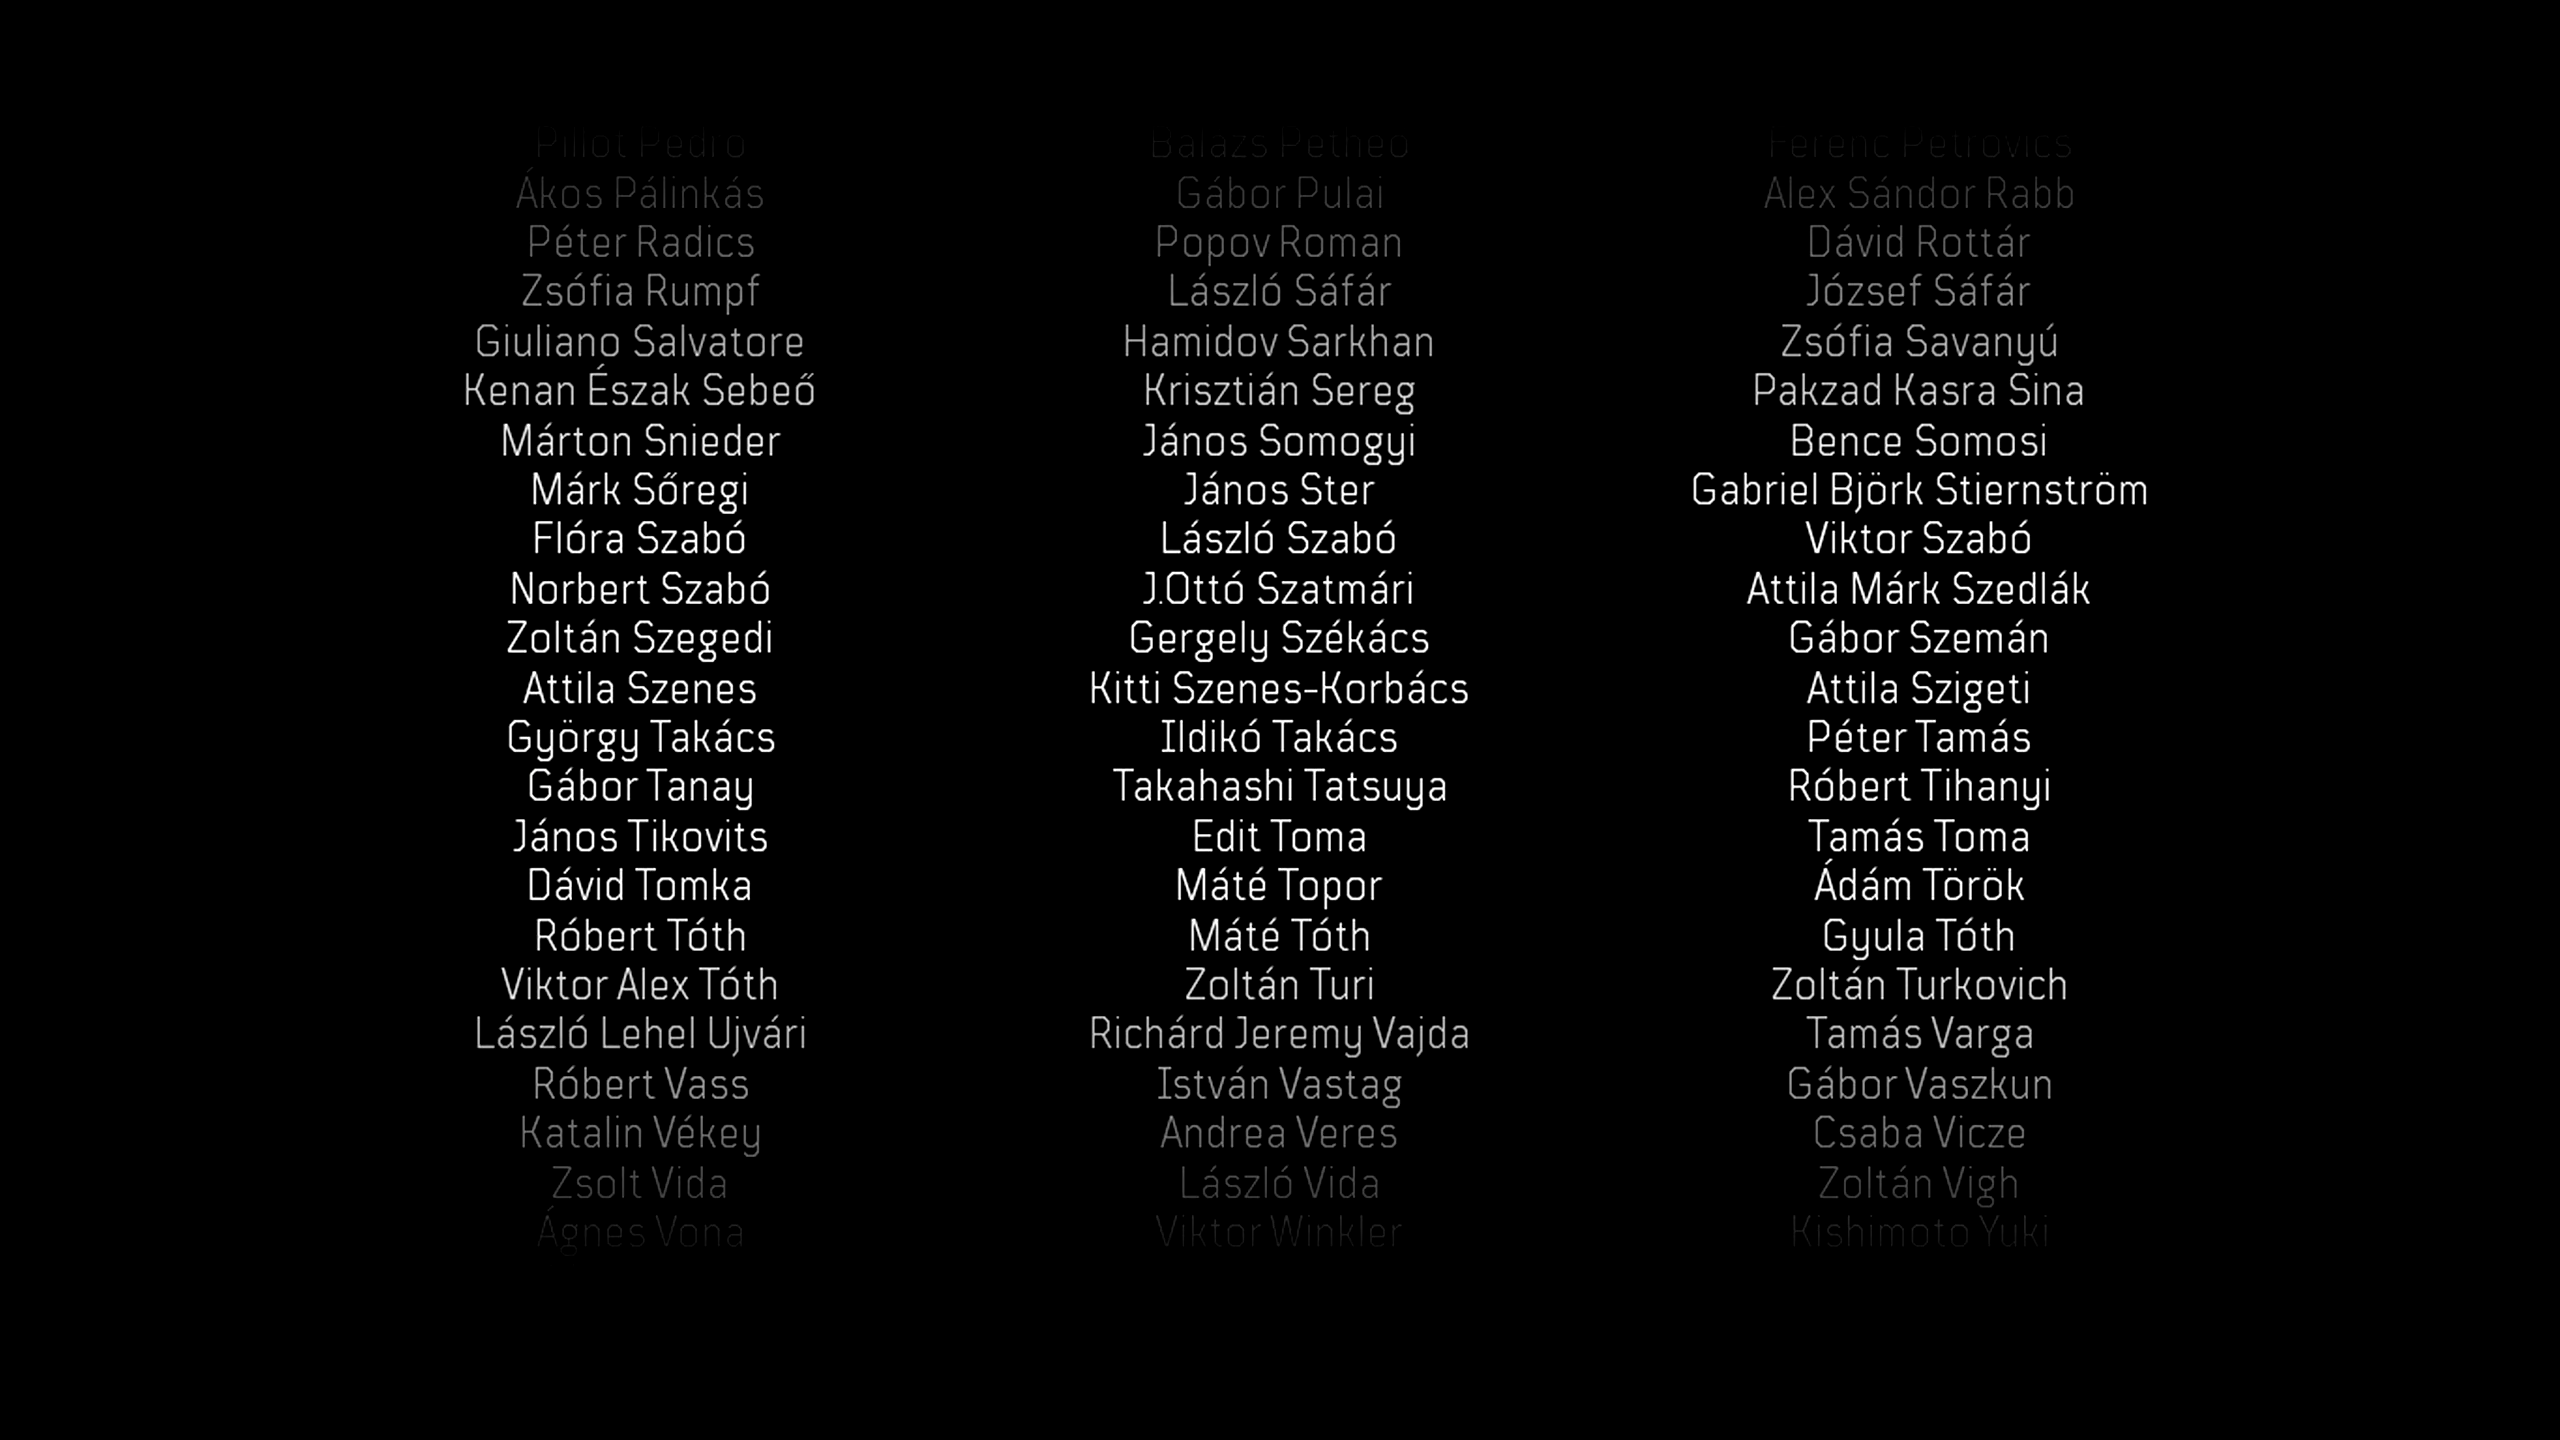 Pillot Pedro Balázs Petheő Ferenc Petrovics
Ákos Pálinkás Gábor Pulai Alex Sándor Rabb
Péter Radics Popov Roman Dávid Rottár
Zsófia Rumpf László Sáfár József Sáfár
Giuliano Salvatore Hamidov Sarkhan Zsófia Savanyú
Kenan Észak Sebeő Krisztián Sereg Pakzad Kasra Sina
Márton Snieder János Somogyi Bence Somosi
Márk Sőregi János Ster Gabriel Björk Stiernström
Flóra Szabó László Szabó Viktor Szabó
Norbert Szabó J.Ottó Szatmári Attila Márk Szedlák
Zoltán Szegedi Gergely Székács Gábor Szemán
Attila Szenes Kitti Szenes-Korbács Attila Szigeti
György Takács Ildikó Takács Péter Tamás
Gábor Tanay Takahashi Tatsuya Róbert Tihanyi
János Tikovits Edit Toma Tamás Toma
Dávid Tomka Máté Topor Ádám Török
Róbert Tóth Máté Tóth Gyula Tóth
Viktor Alex Tóth Zoltán Turi Zoltán Turkovich
László Lehel Ujvári Richárd Jeremy Vajda Tamás Varga
Róbert Vass István Vastag Gábor Vaszkun
Katalin Vékey Andrea Veres Csaba Vicze
Zsolt Vida László Vida Zoltán Vigh
Ágnes Vona Viktor Winkler Kishimoto Yuki